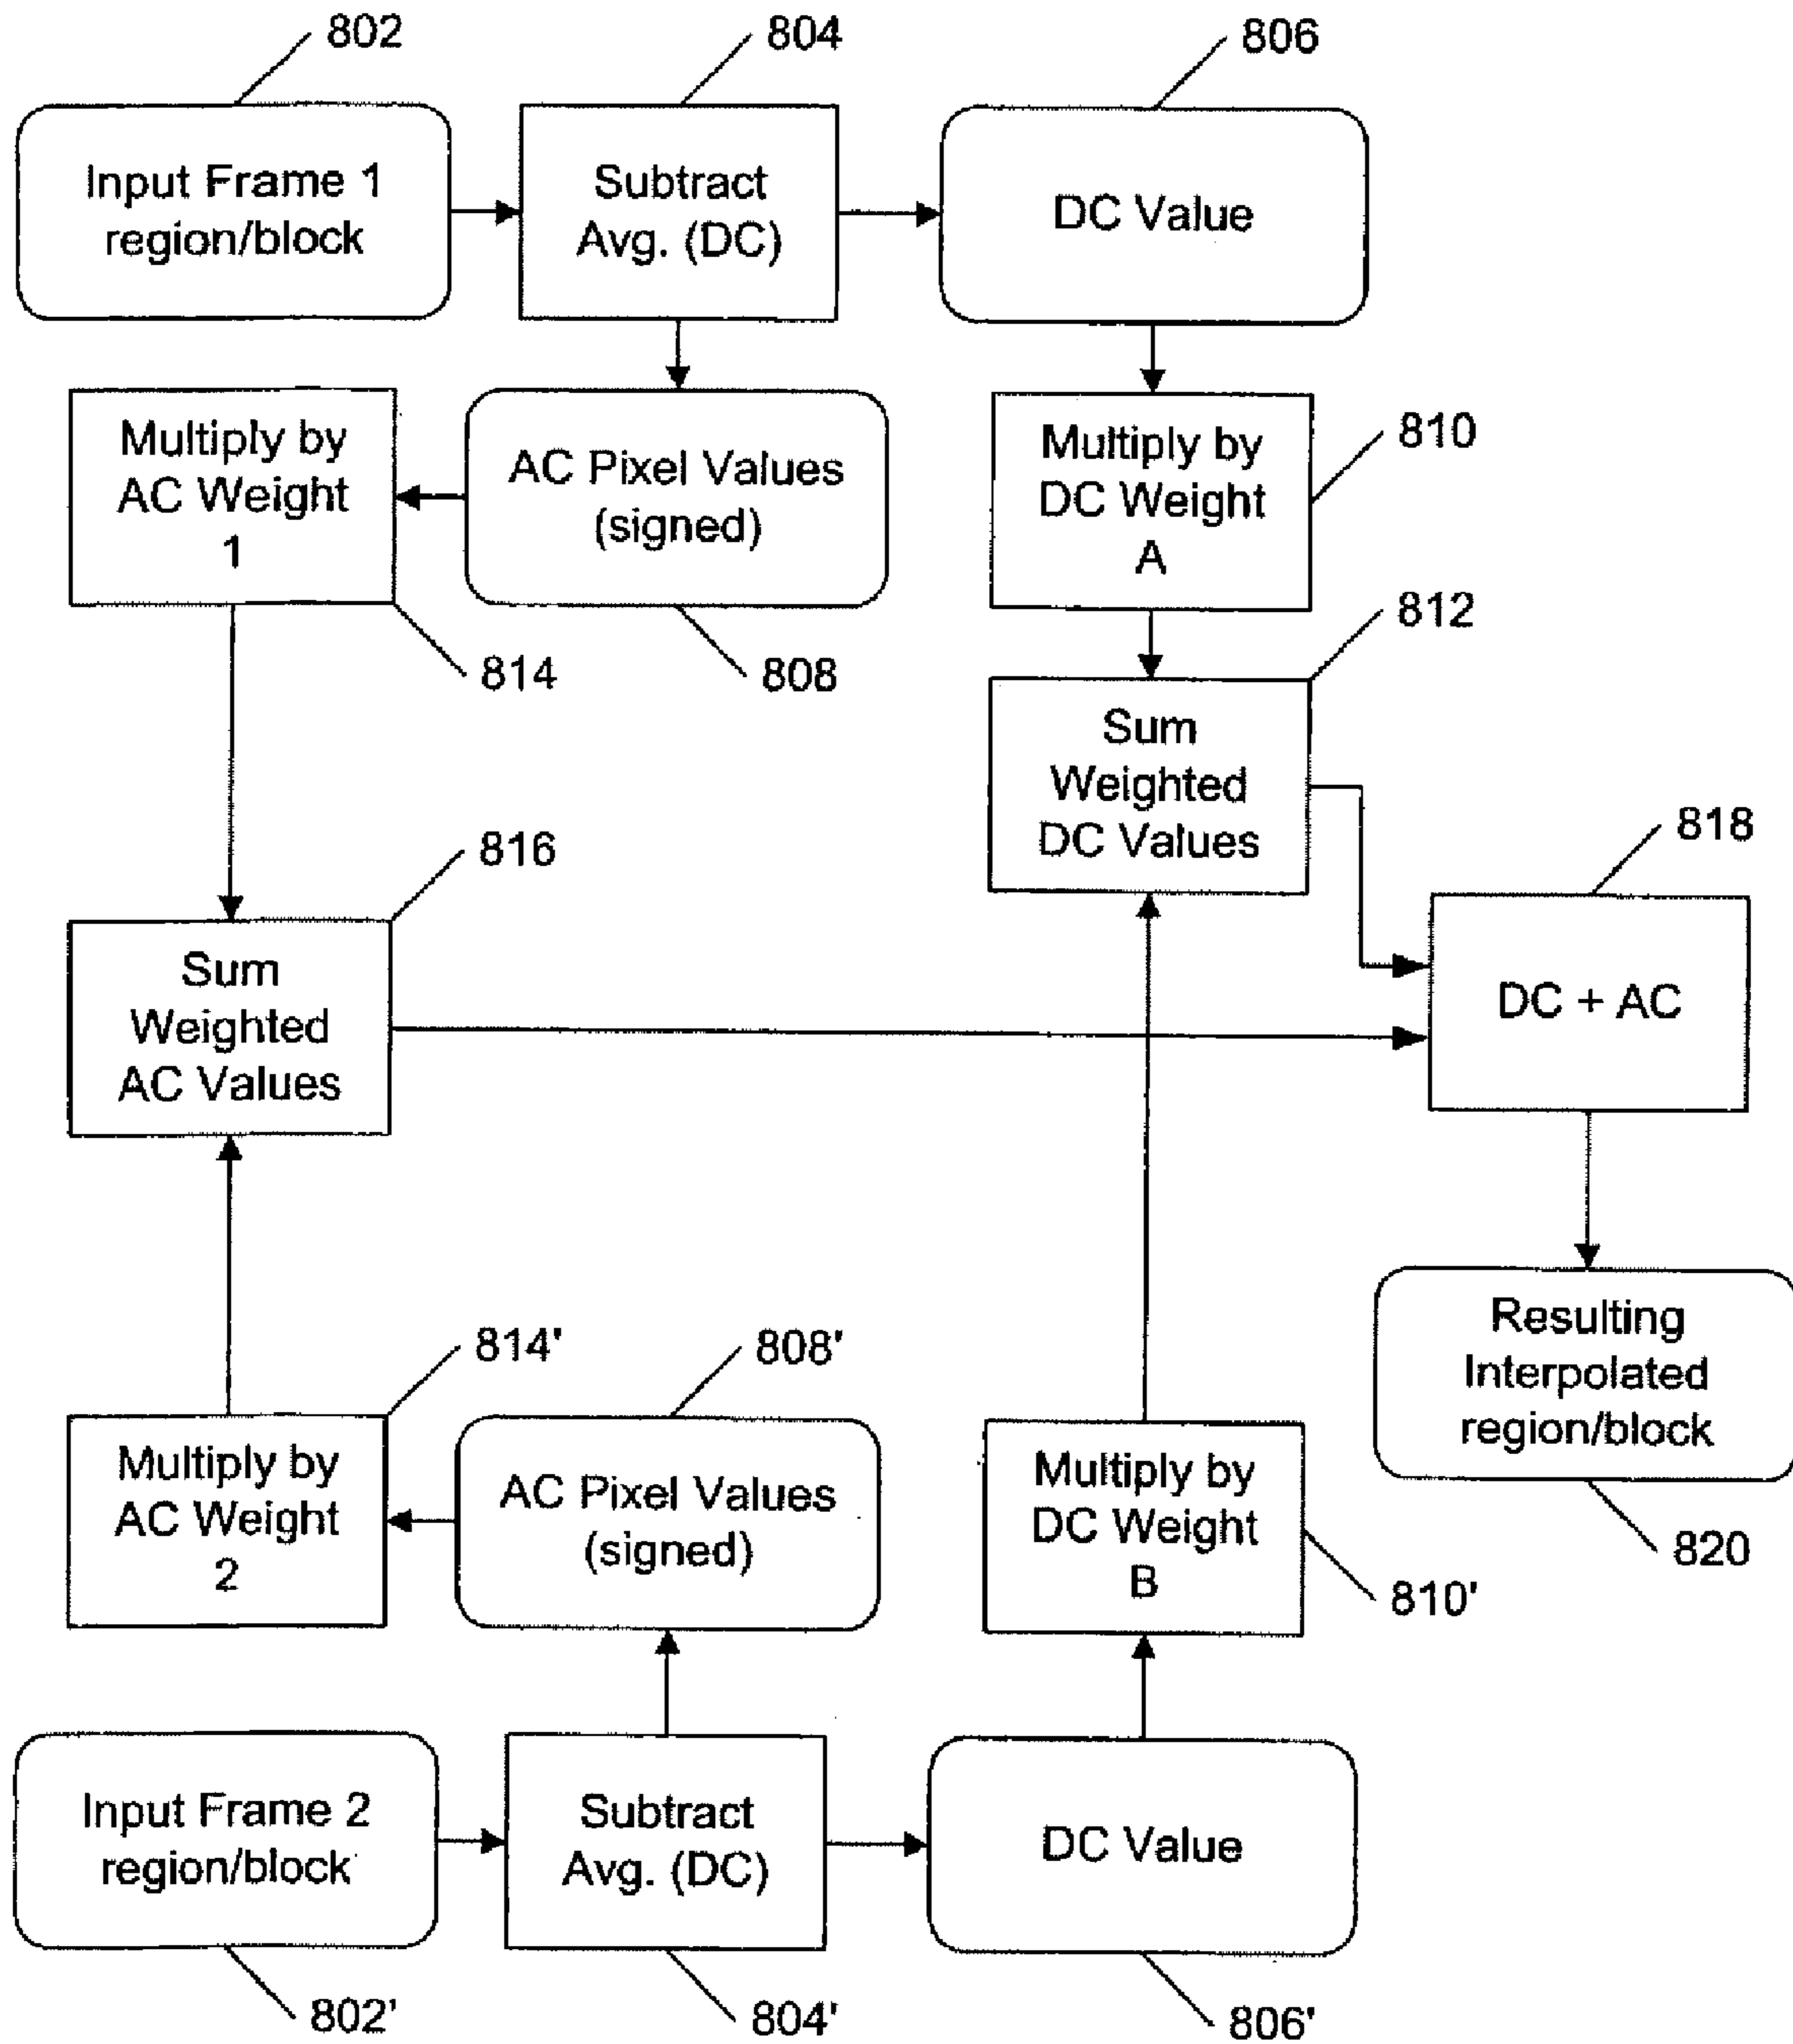 802
804
806
Input Frame 1
region/block
Subtract
Avg. (DC)
DC Value
Multiply by
AC Weight
1
AC Pixel Values
(signed)
Multiply by
DC Weight
A
810
814
808
812
Sum
Weighted
DC Values
816
818
Sum
Weighted
AC Values
DC + AC
814'
808'
Resulting
Interpolated
region/block
Multiply by
AC Weight
2
AC Pixel Values
(signed)
Multiply by
DC Weight
B
820
810'
Input Frame 2
region/block
Subtract
Avg. (DC)
DC Value
802'
804'
806'